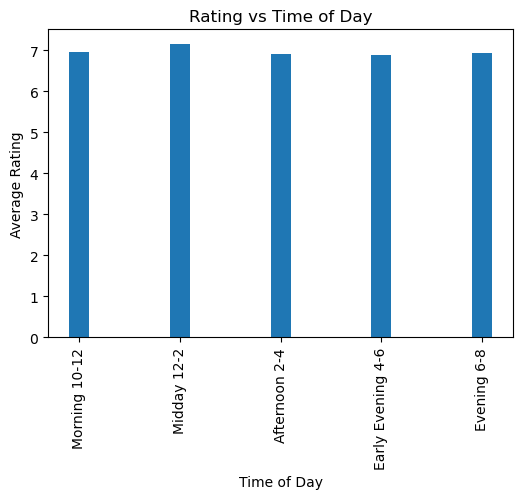 Rating vs Time of Day
Average Rating
7
6
5
4
3
2
1
0
Morning 10-12
Midday 12-2
Afternoon 2-4
Early Evening 4-6
Evening 6-8
Time of Day